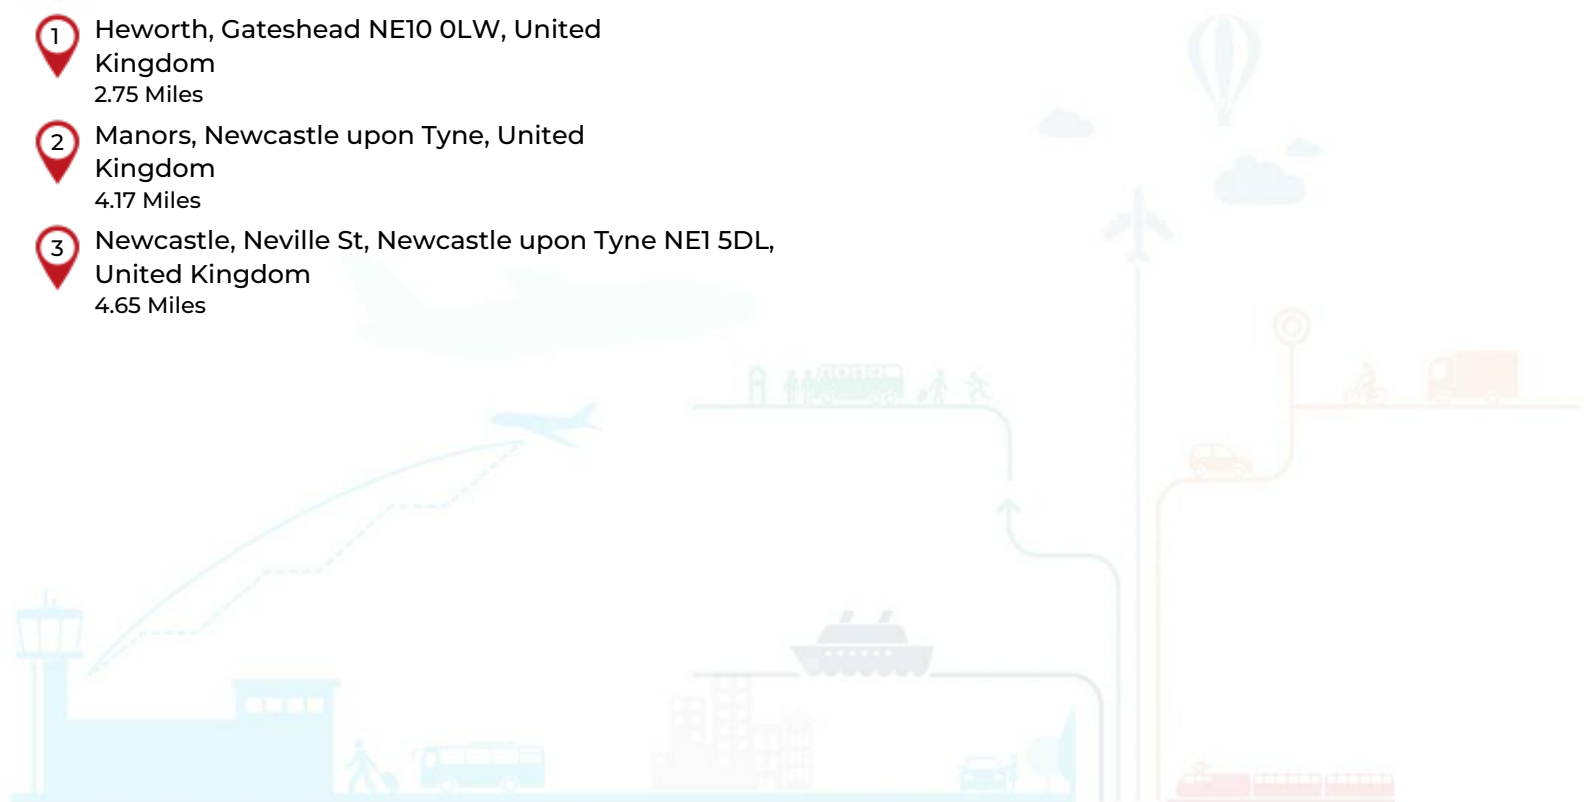 1
Heworth, Gateshead NE10 0LW, United
Kingdom
2.75 Miles
2
Manors, Newcastle upon Tyne, United
Kingdom
4.17 Miles
3
Newcastle, Neville St, Newcastle upon Tyne NE1 5DL,
United Kingdom
4.65 Miles